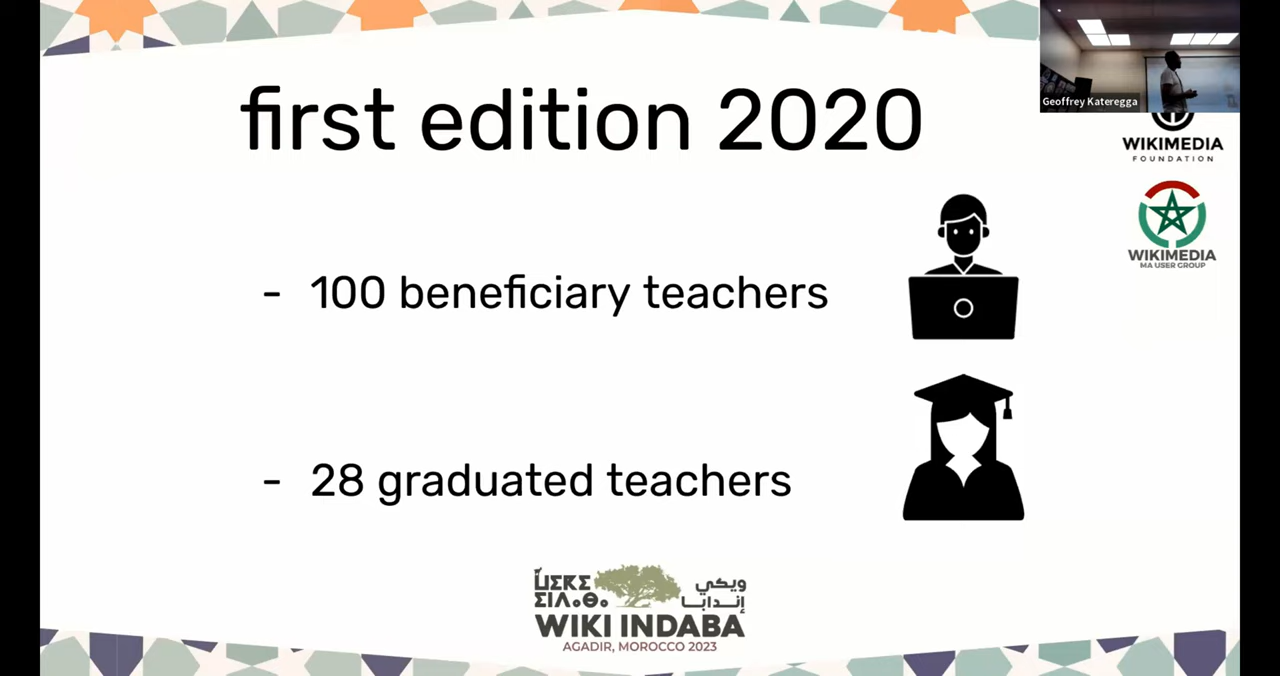 first edition 2020
Geoffrey Kateregga
WIKIMEDIA
FOUNDATION
WIKIMEDIA
MA USER GROUP
- 100 beneficiary teachers
- 28 graduated teachers
ويكي
إندابا
WIKI INDABA
AGADIR, MOROCCO 2023